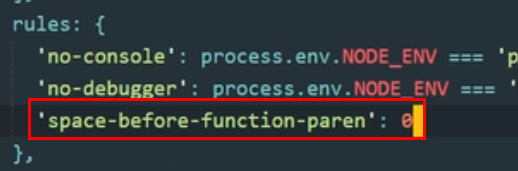 rules: {
'no-console': process.env.NODE_ENV === 'p
'no-debugger': process.env.NODE_ENV === '
'space-before-function-paren': 0
},